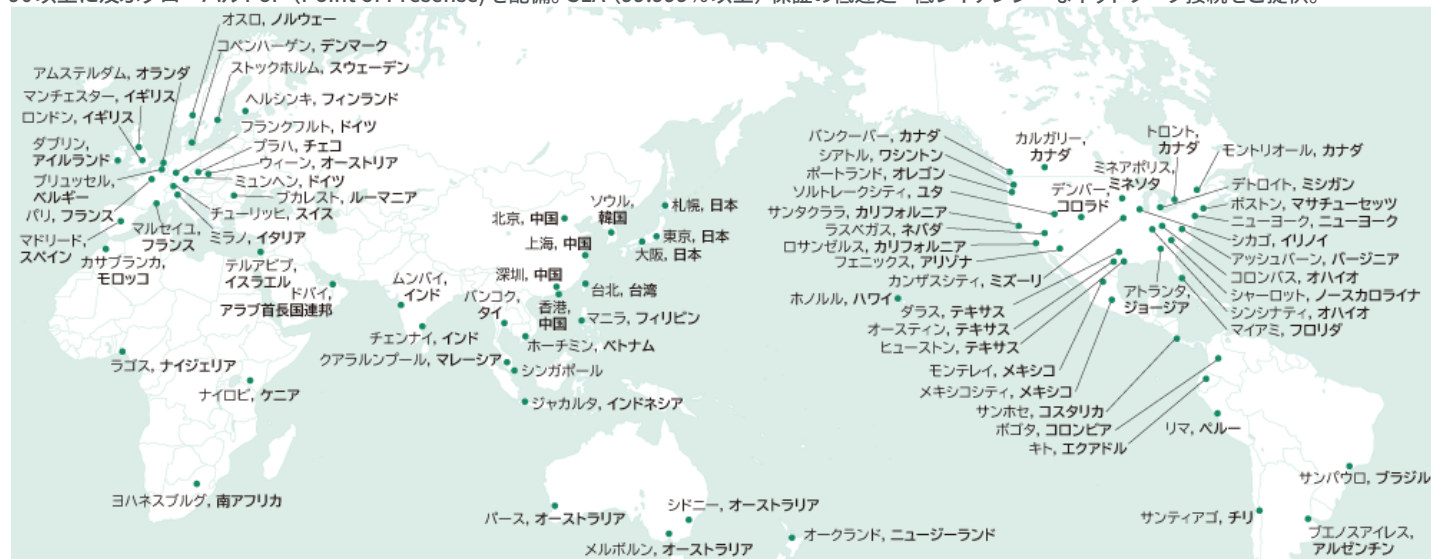 オスロ, ノルウェー
コペンハーゲン, デンマーク
ストックホルム, スウェーデン
アムステルダム, オランダ
マンチェスター, イギリス
ロンドン, イギリス
ヘルシンキ, フィンランド
フランクフルト, ドイツ
ダブリン,
アイルランド
プラハ, チェコ
ウィーン, オーストリア
ブリュッセル,
ベルギー
ミュンヘン, ドイツ
ブカレスト, ルーマニア
パリ, フランス
チューリッヒ, スイス
マドリード,
スペイン
マルセイユ,
フランス
ミラノ, イタリア
カサブランカ,
モロッコ
テルアビブ,
イスラエル
ドバイ,
アラブ首長国連邦
ムンバイ,
インド
チェンナイ, インド
北京, 中国
上海, 中国
深圳, 中国
香港,
中国
ソウル,
韓国
札幌, 日本
東京, 日本
大阪, 日本
台北, 台湾
バンコク,
タイ
マニラ, フィリピン
ホーチミン, ベトナム
クアラルンプール, マレーシア
シンガポール
ジャカルタ, インドネシア
ラゴス, ナイジェリア
ナイロビ, ケニア
ヨハネスブルグ, 南アフリカ
パース, オーストラリア
シドニー, オーストラリア
メルボルン, オーストラリア
オークランド, ニュージーランド
バンクーバー, カナダ
シアトル, ワシントン
ポートランド, オレゴン
ソルトレークシティ, ユタ
サンタクララ, カリフォルニア
ラスベガス, ネバダ
ロサンゼルス, カリフォルニア
フェニックス, アリゾナ
カンザスシティ, ミズーリ
ホノルル, ハワイ
ダラス, テキサス
オースティン, テキサス
ヒューストン, テキサス
モンテレイ, メキシコ
メキシコシティ, メキシコ
サンホセ, コスタリカ
ボゴタ, コロンビア
キト, エクアドル
カルガリー,
カナダ
デンバー,
コロラド
ミネアポリス,
ミネソタ
トロント,
カナダ
モントリオール, カナダ
デトロイト, ミシガン
ボストン, マサチューセッツ
ニューヨーク, ニューヨーク
シカゴ, イリノイ
アッシュバーン, バージニア
コロンバス, オハイオ
シャーロット, ノースカロライナ
シンシナティ, オハイオ
マイアミ, フロリダ
アトランタ,
ジョージア
リマ, ペルー
サンパウロ, ブラジル
サンティアゴ, チリ
ブエノスアイレス,
アルゼンチン